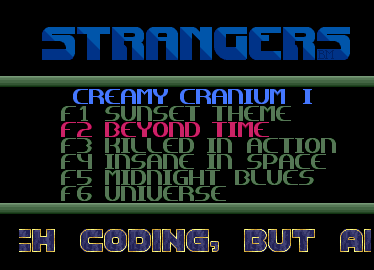 STRANGERS
CREAMY CRANIUM I
F1 SUNSET THEME
F2 BEYOND TIME
F3 KILLED IN ACTION
F4 INSANE IN SPACE
F5 MIDNIGHT BLUES
F6 UNIVERSE
CH CODING, BUT